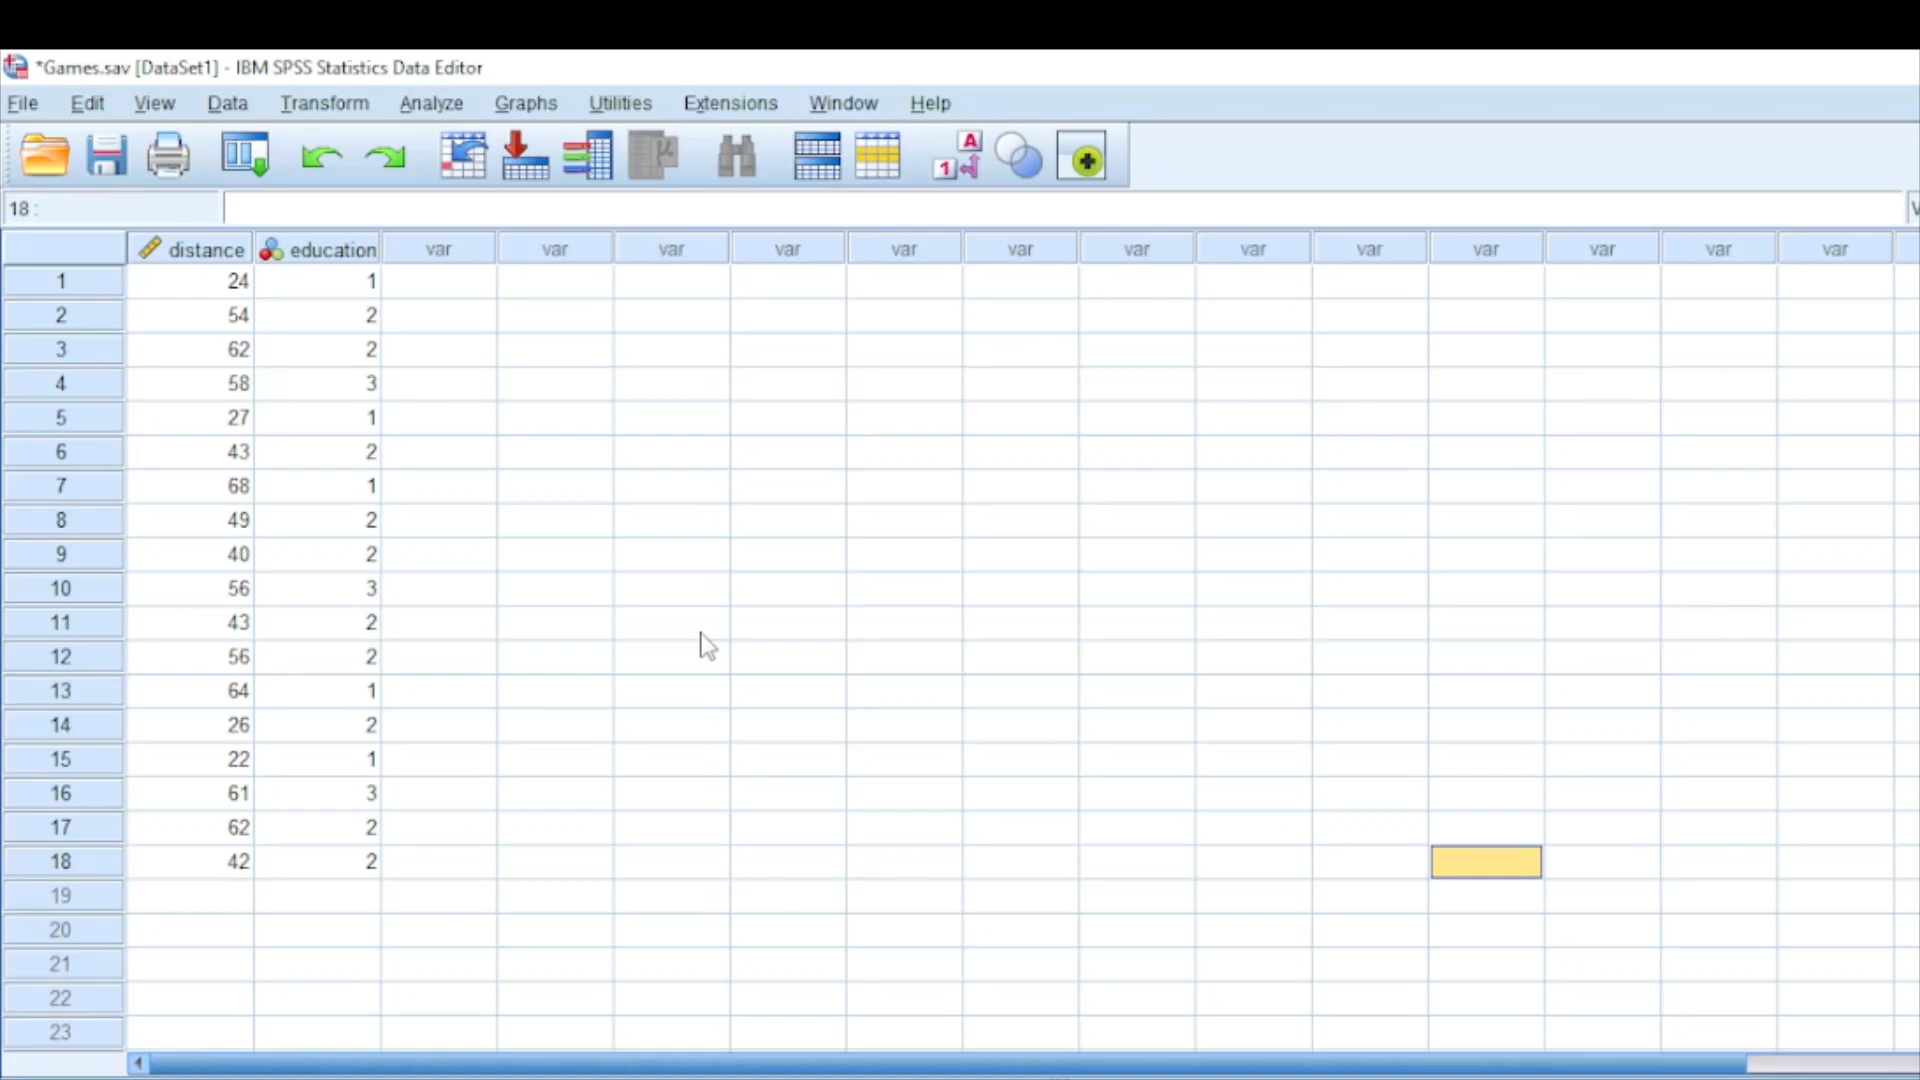 *Games.sav [DataSet1] - IBM SPSS Statistics Data Editor
File Edit View Data Transform Analyze Graphs Utilities Extensions Window Help
18 :
distance education var var var var var var var var var var var var var
1 24 1
2 54 2
3 62 2
4 58 3
5 27 1
6 43 2
7 68 1
8 49 2
9 40 2
10 56 3
11 43 2
12 56 2
13 64 1
14 26 2
15 22 1
16 61 3
17 62 2
18 42 2
19
20
21
22
23